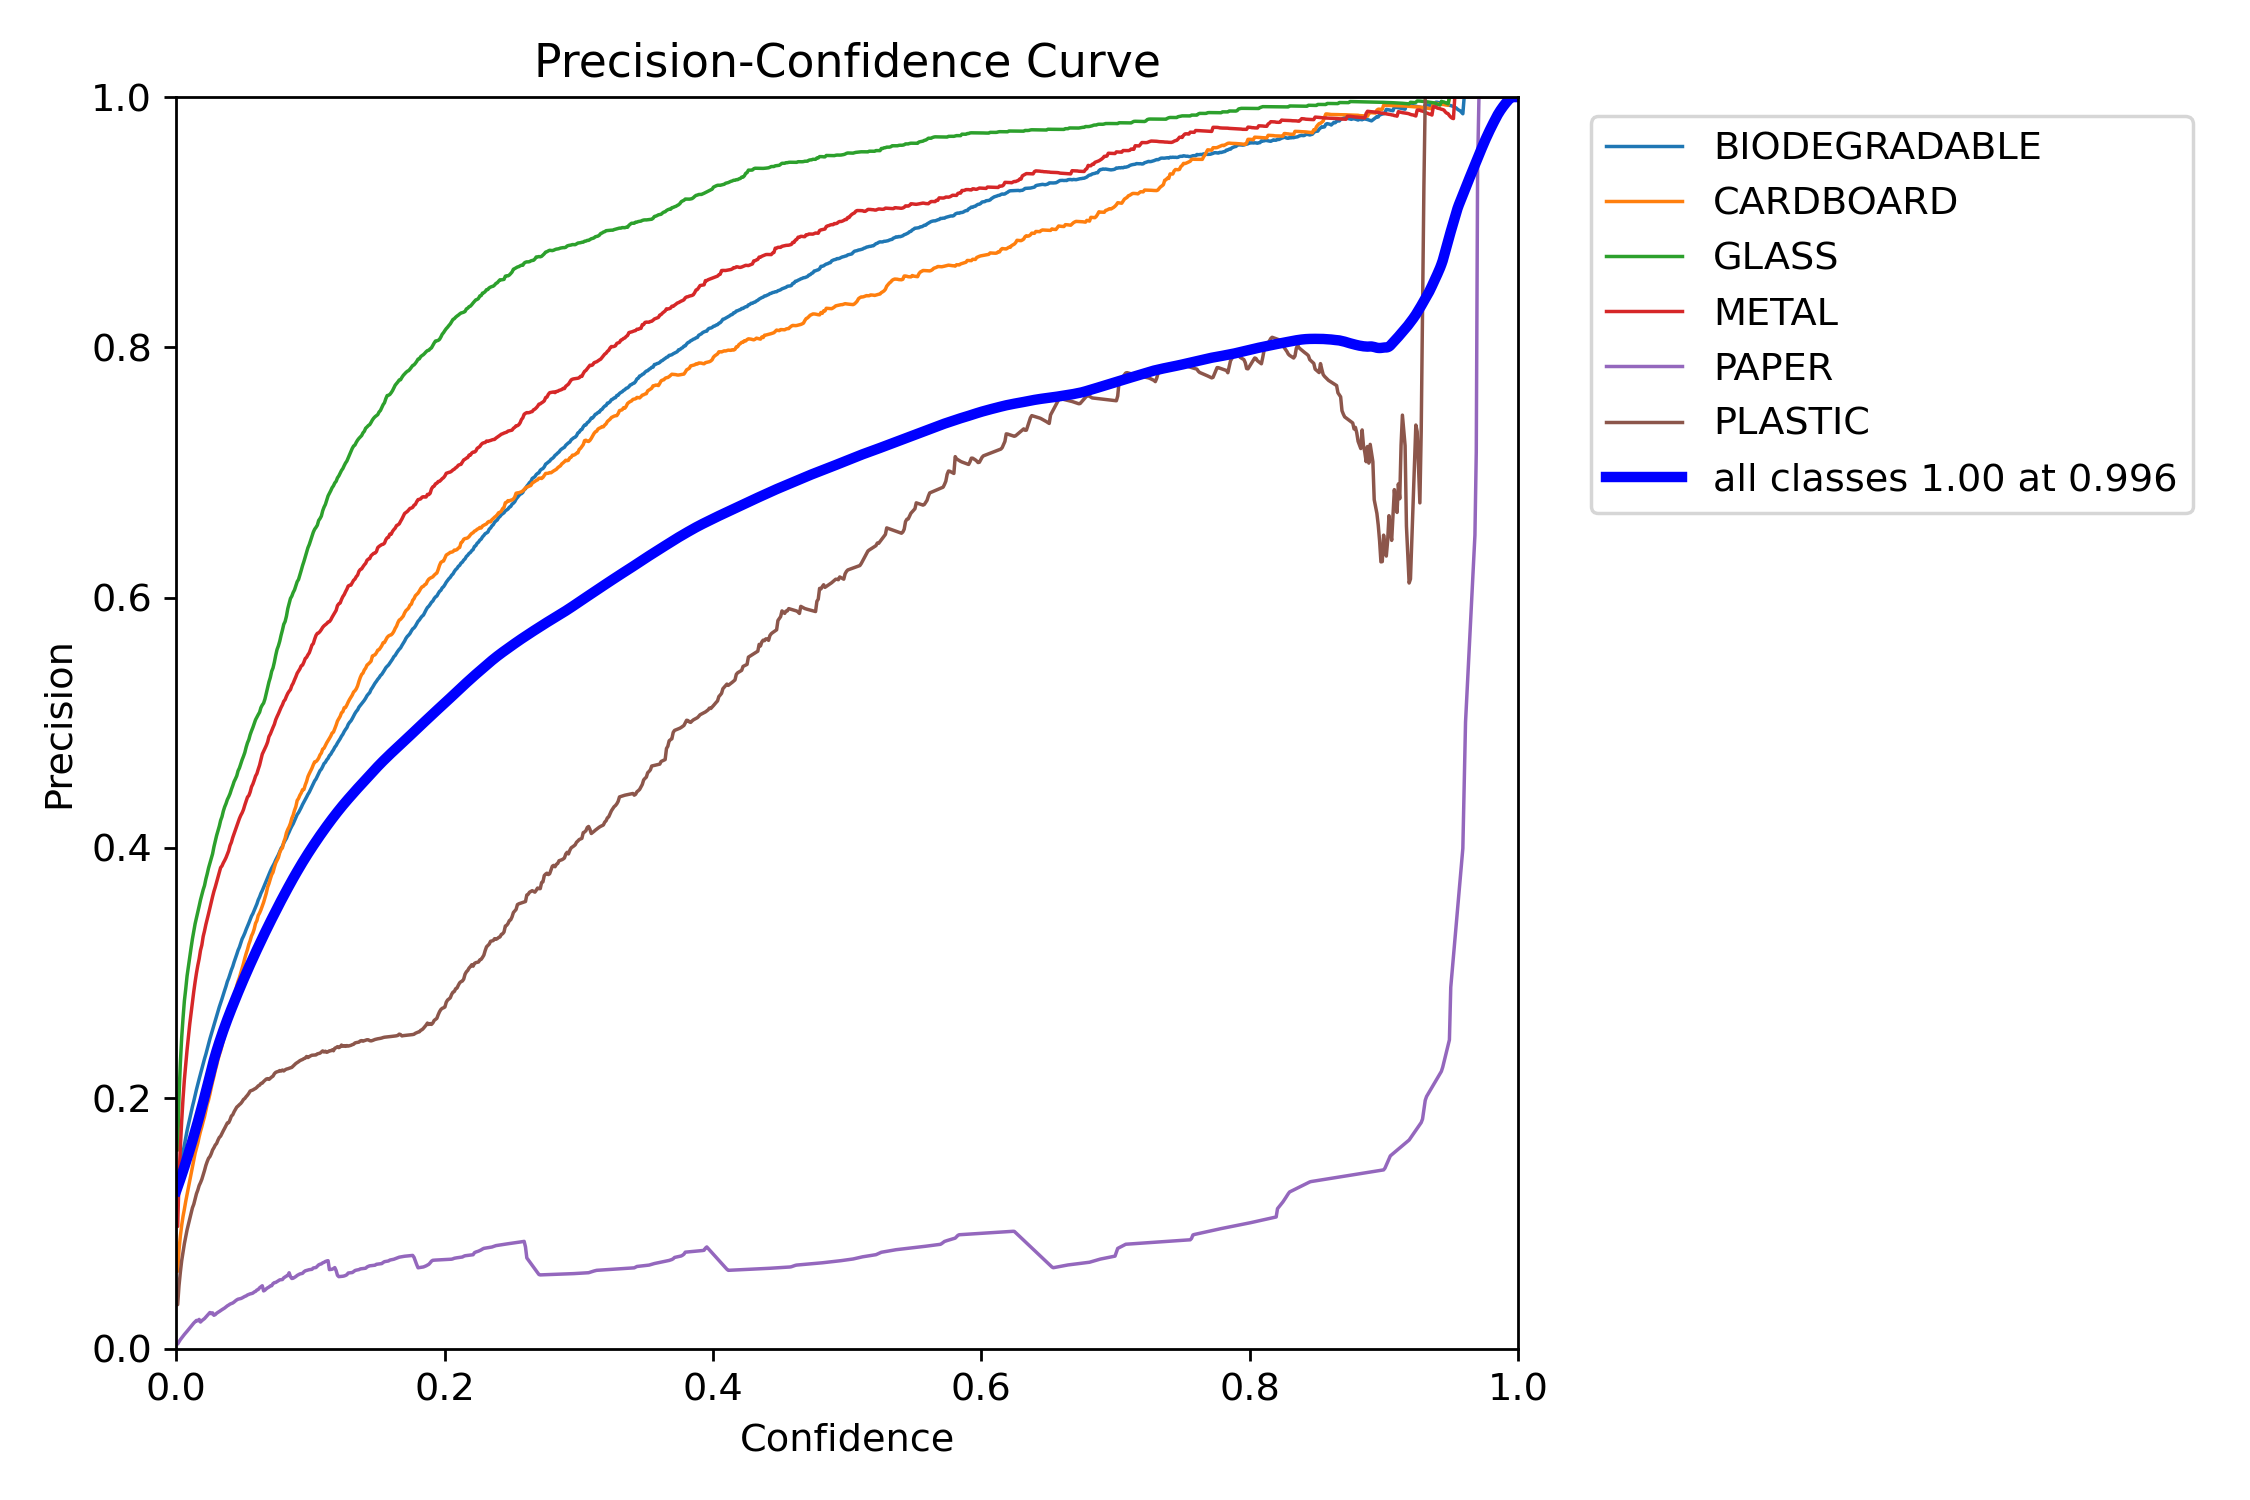 Precision-Confidence Curve
1.0
0.8
0.6
0.4
0.2
0.0
Precision
0.0 0.2 0.4 0.6 0.8 1.0
Confidence
BIODEGRADABLE
CARDBOARD
GLASS
METAL
PAPER
PLASTIC
all classes 1.00 at 0.996